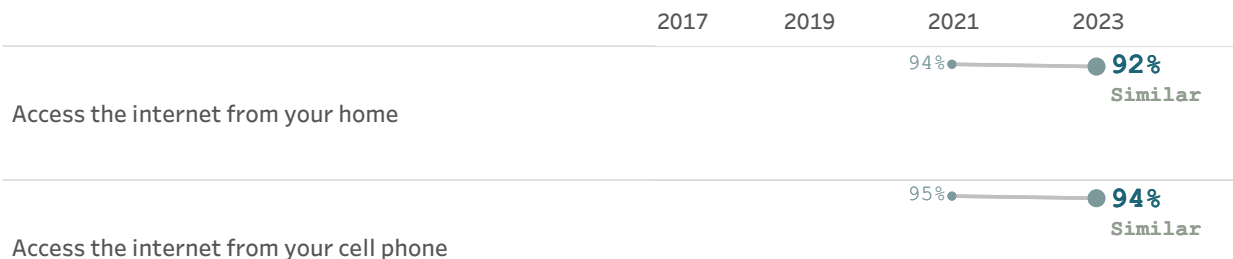 2017 2019 2021 2023
94% 92%
Similar
Access the internet from your home
95% 94%
Similar
Access the internet from your cell phone